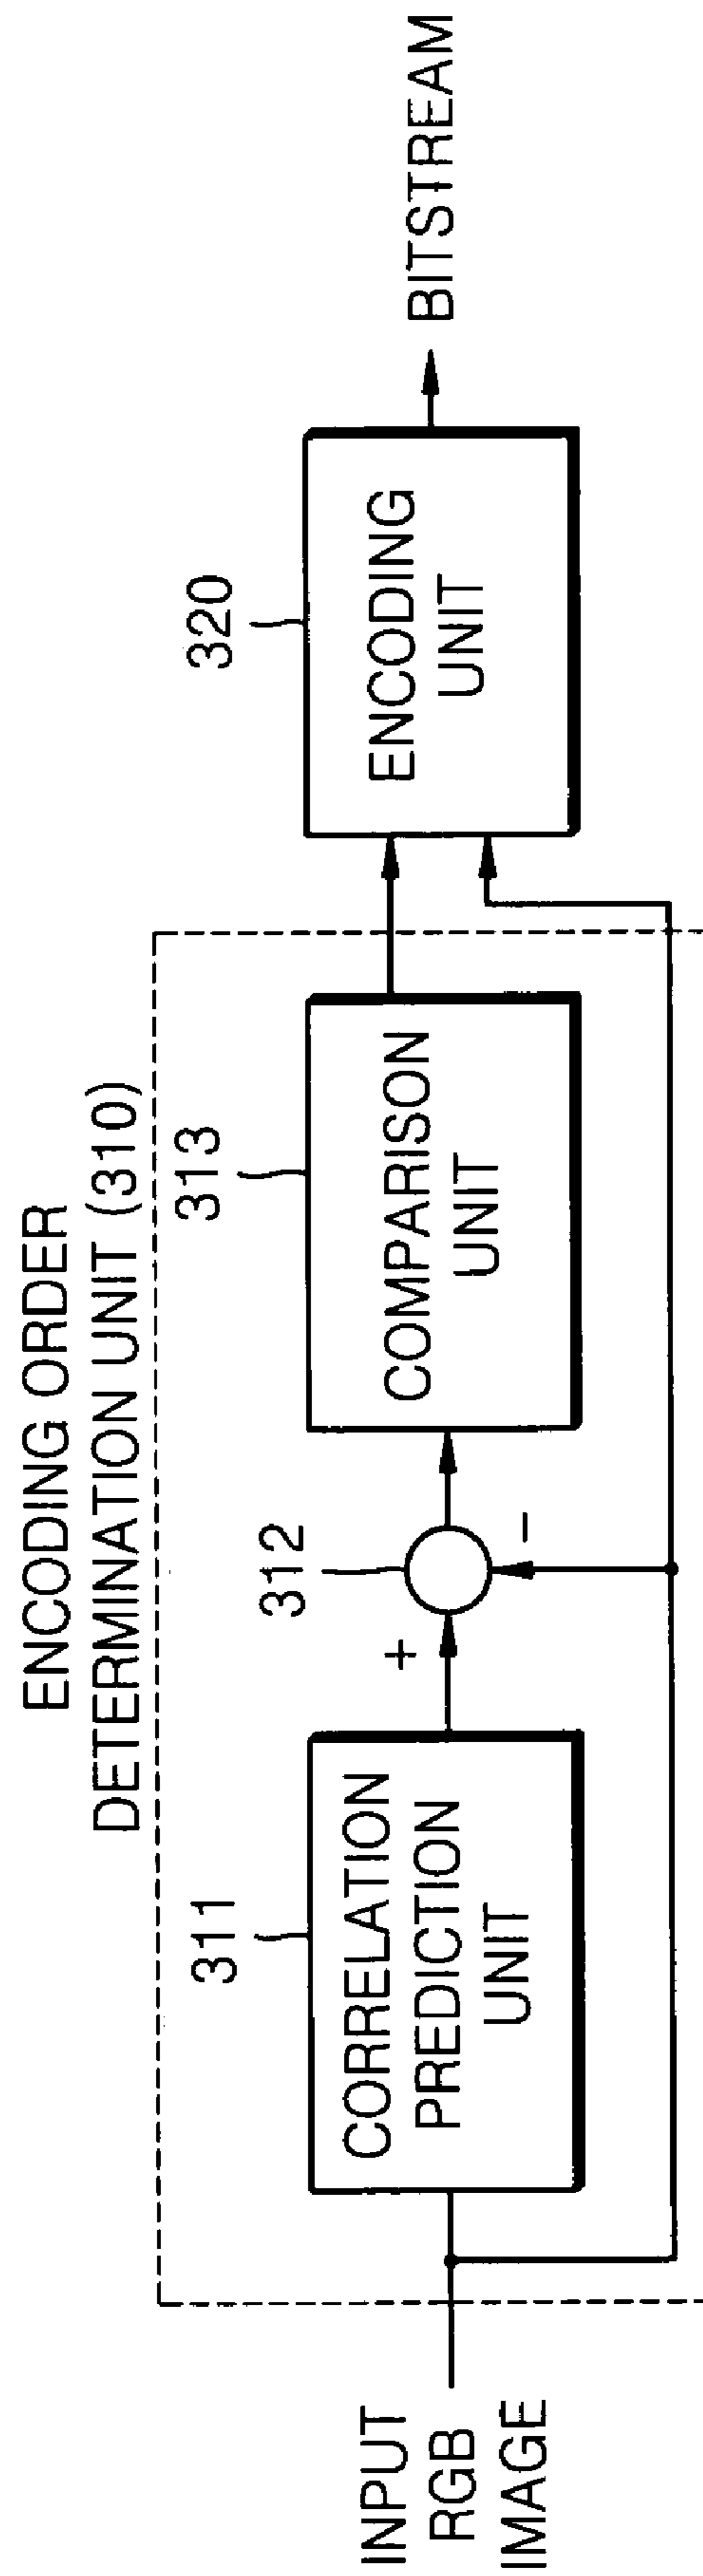 ENCODING ORDER
DETERMINATION UNIT (310)
INPUT
RGB
IMAGE
311
CORRELATION
PREDICTION
UNIT
+
312
-
313
COMPARISON
UNIT
320
ENCODING
UNIT
BITSTREAM